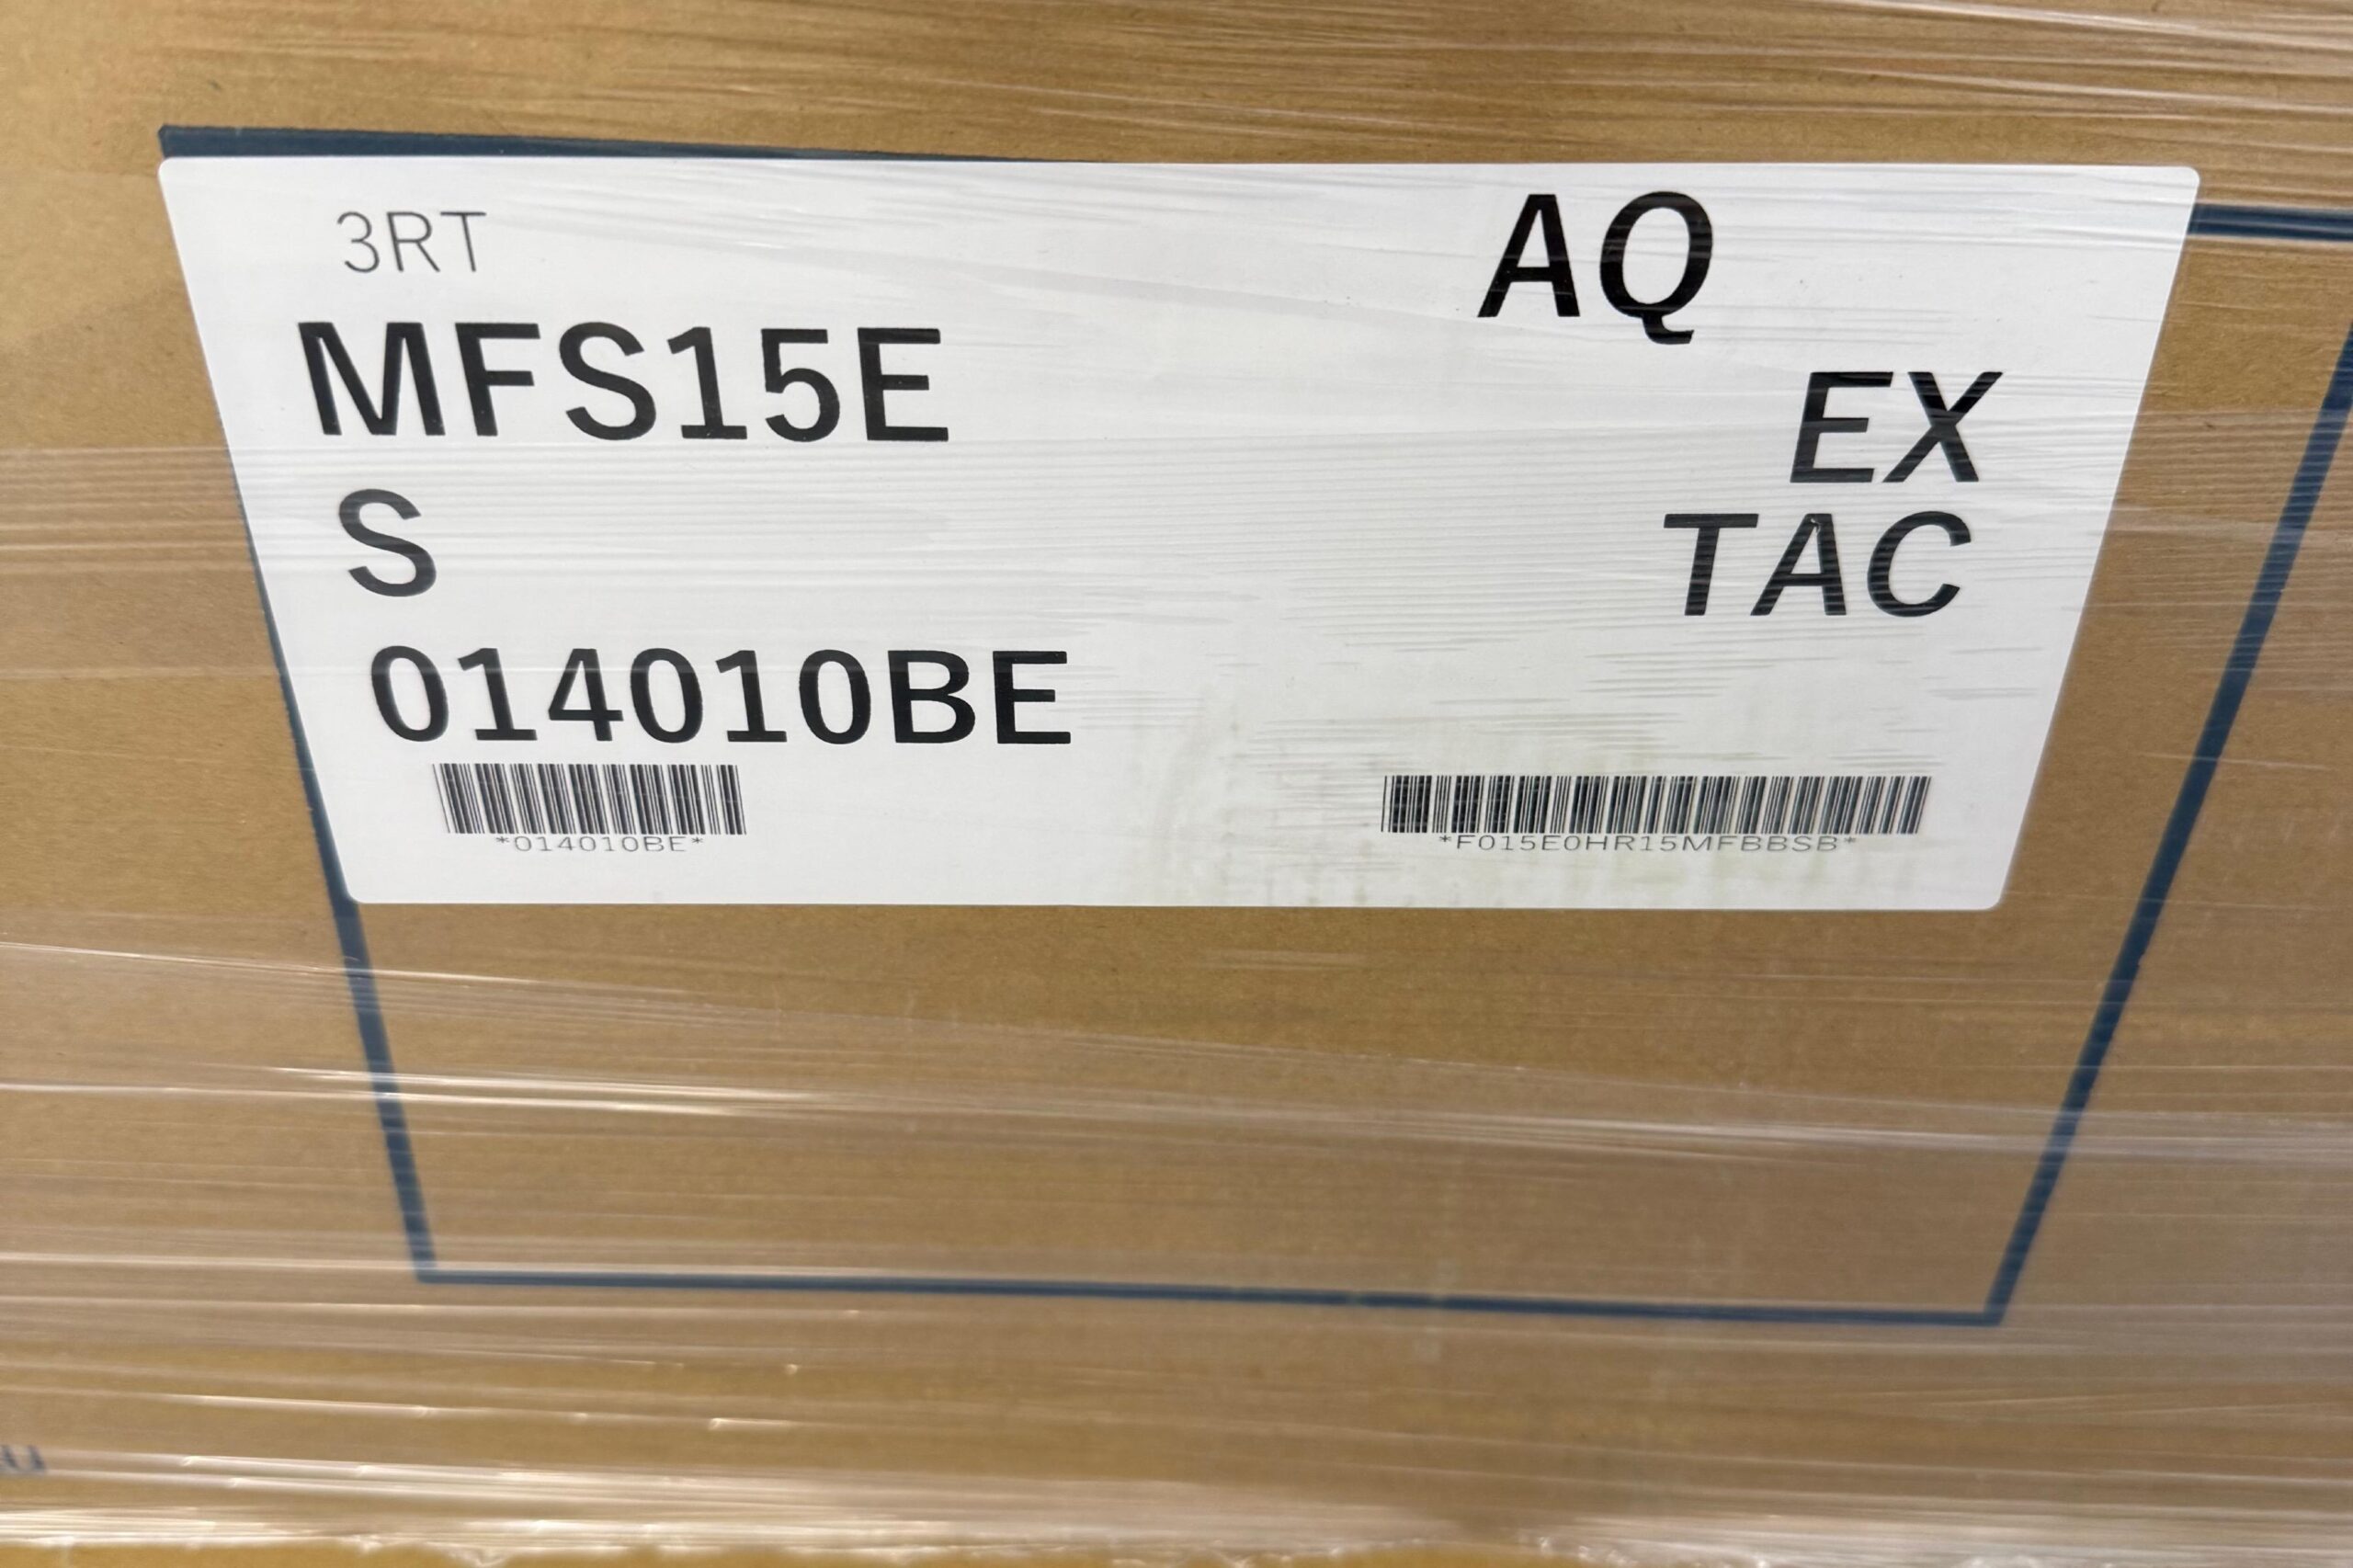 3RT
AQ
MFS15E
EX
S
TAC
014010BE
*014010BE*
*F015E0HR15MFBBSB*